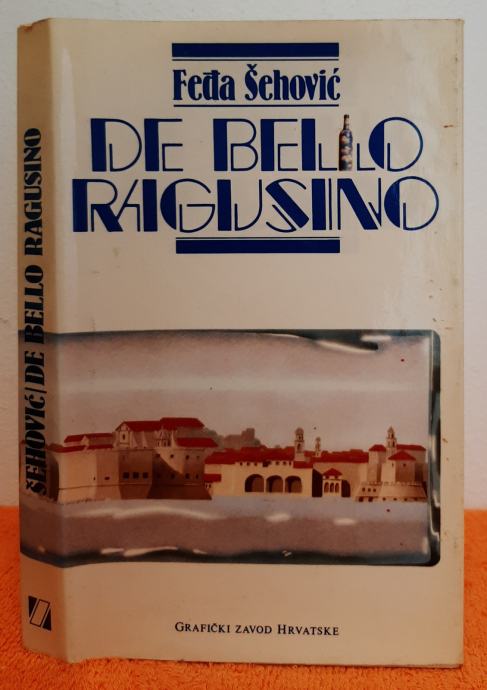 Feđa Šehović
DE BELLO
RAGUSINO
GRAFIČKI ZAVOD HRVATSKE
ŠEHOVIĆ/DE BELLO RAGUSINO